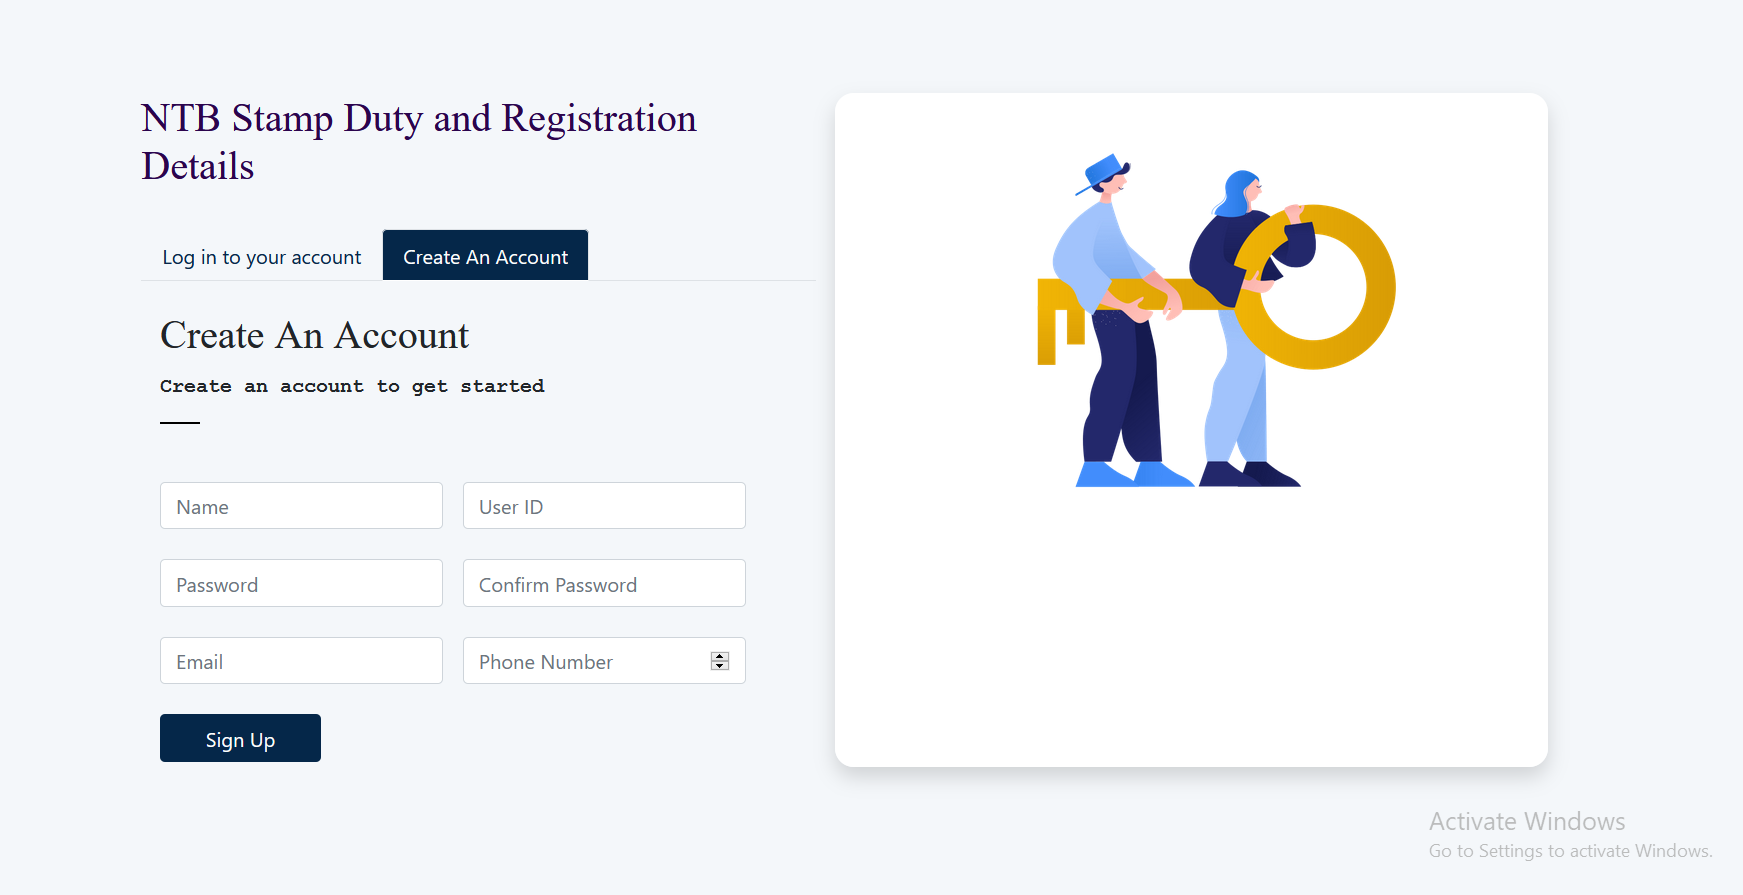 NTB Stamp Duty and Registration
Details
Log in to your account
Create An Account
Create An Account
Create an account to get started
Name
User ID
Password
Confirm Password
Email
Phone Number
Sign Up
Activate Windows
Go to Settings to activate Windows.